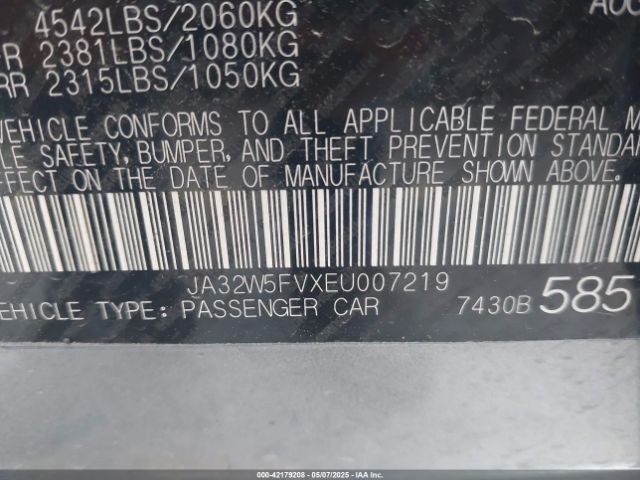 4542LBS/2060KG
2381LBS/1080KG
RR 2315LBS/1050KG
VEHICLE CONFORMS TO ALL APPLICABLE FEDERAL M
LE SAFETY, BUMPER, AND THEFT PREVENTION STANDAR
EFFECT ON THE DATE OF MANUFACTURE SHOWN ABOVE.
JA32W5FVXEU007219
VEHICLE TYPE: PASSENGER CAR 7430B 585
000-42179208 - 05/07/2025 - IAA Inc.